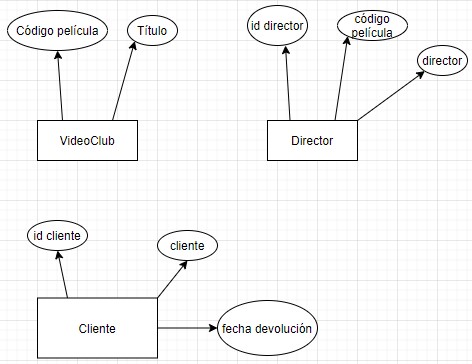 Código película
Título
id director
código
película
director
VideoClub
Director
id cliente
cliente
Cliente
fecha devolución